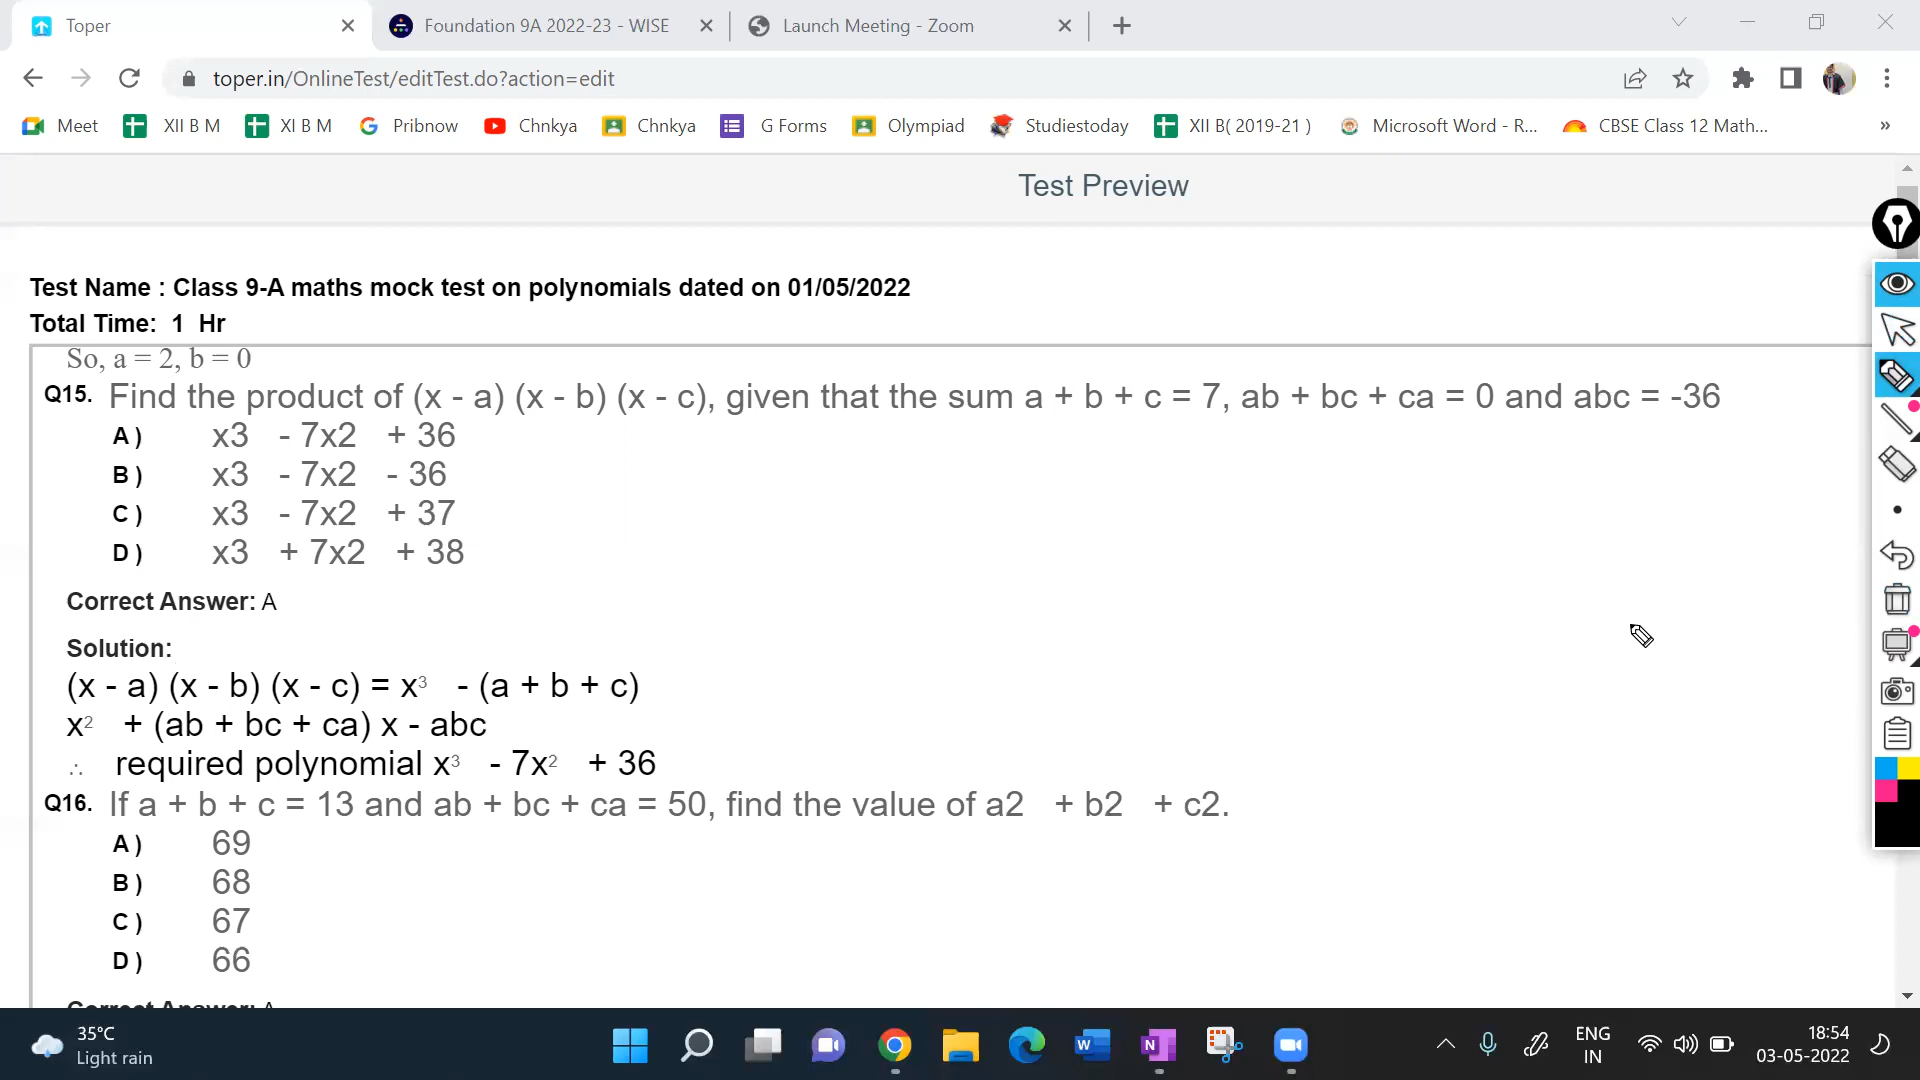 Toper
Foundation 9A 2022-23 - WISE
Launch Meeting - Zoom
toper.in/OnlineTest/editTest.do?action=edit
Meet XII B M XI B M Pribnow Chnkya Chnkya G Forms Olympiad Studiestoday XII B( 2019-21 ) Microsoft Word - R... CBSE Class 12 Math... »
Test Preview
Test Name : Class 9-A maths mock test on polynomials dated on 01/05/2022
Total Time: 1 Hr
So, a = 2, b = 0
Q15. Find the product of (x - a) (x - b) (x - c), given that the sum a + b + c = 7, ab + bc + ca = 0 and abc = -36
A ) x3 - 7x2 + 36
B ) x3 - 7x2 - 36
C ) x3 - 7x2 + 37
D ) x3 + 7x2 + 38
Correct Answer: A
Solution:
(x - a) (x - b) (x - c) = x³ - (a + b + c)
x² + (ab + bc + ca) x - abc
∴ required polynomial x³ - 7x² + 36
Q16. If a + b + c = 13 and ab + bc + ca = 50, find the value of a2 + b2 + c2.
A ) 69
B ) 68
C ) 67
D ) 66
Correct Answer: A
35°C
Light rain
W
N
ENG
IN
18:54
03-05-2022